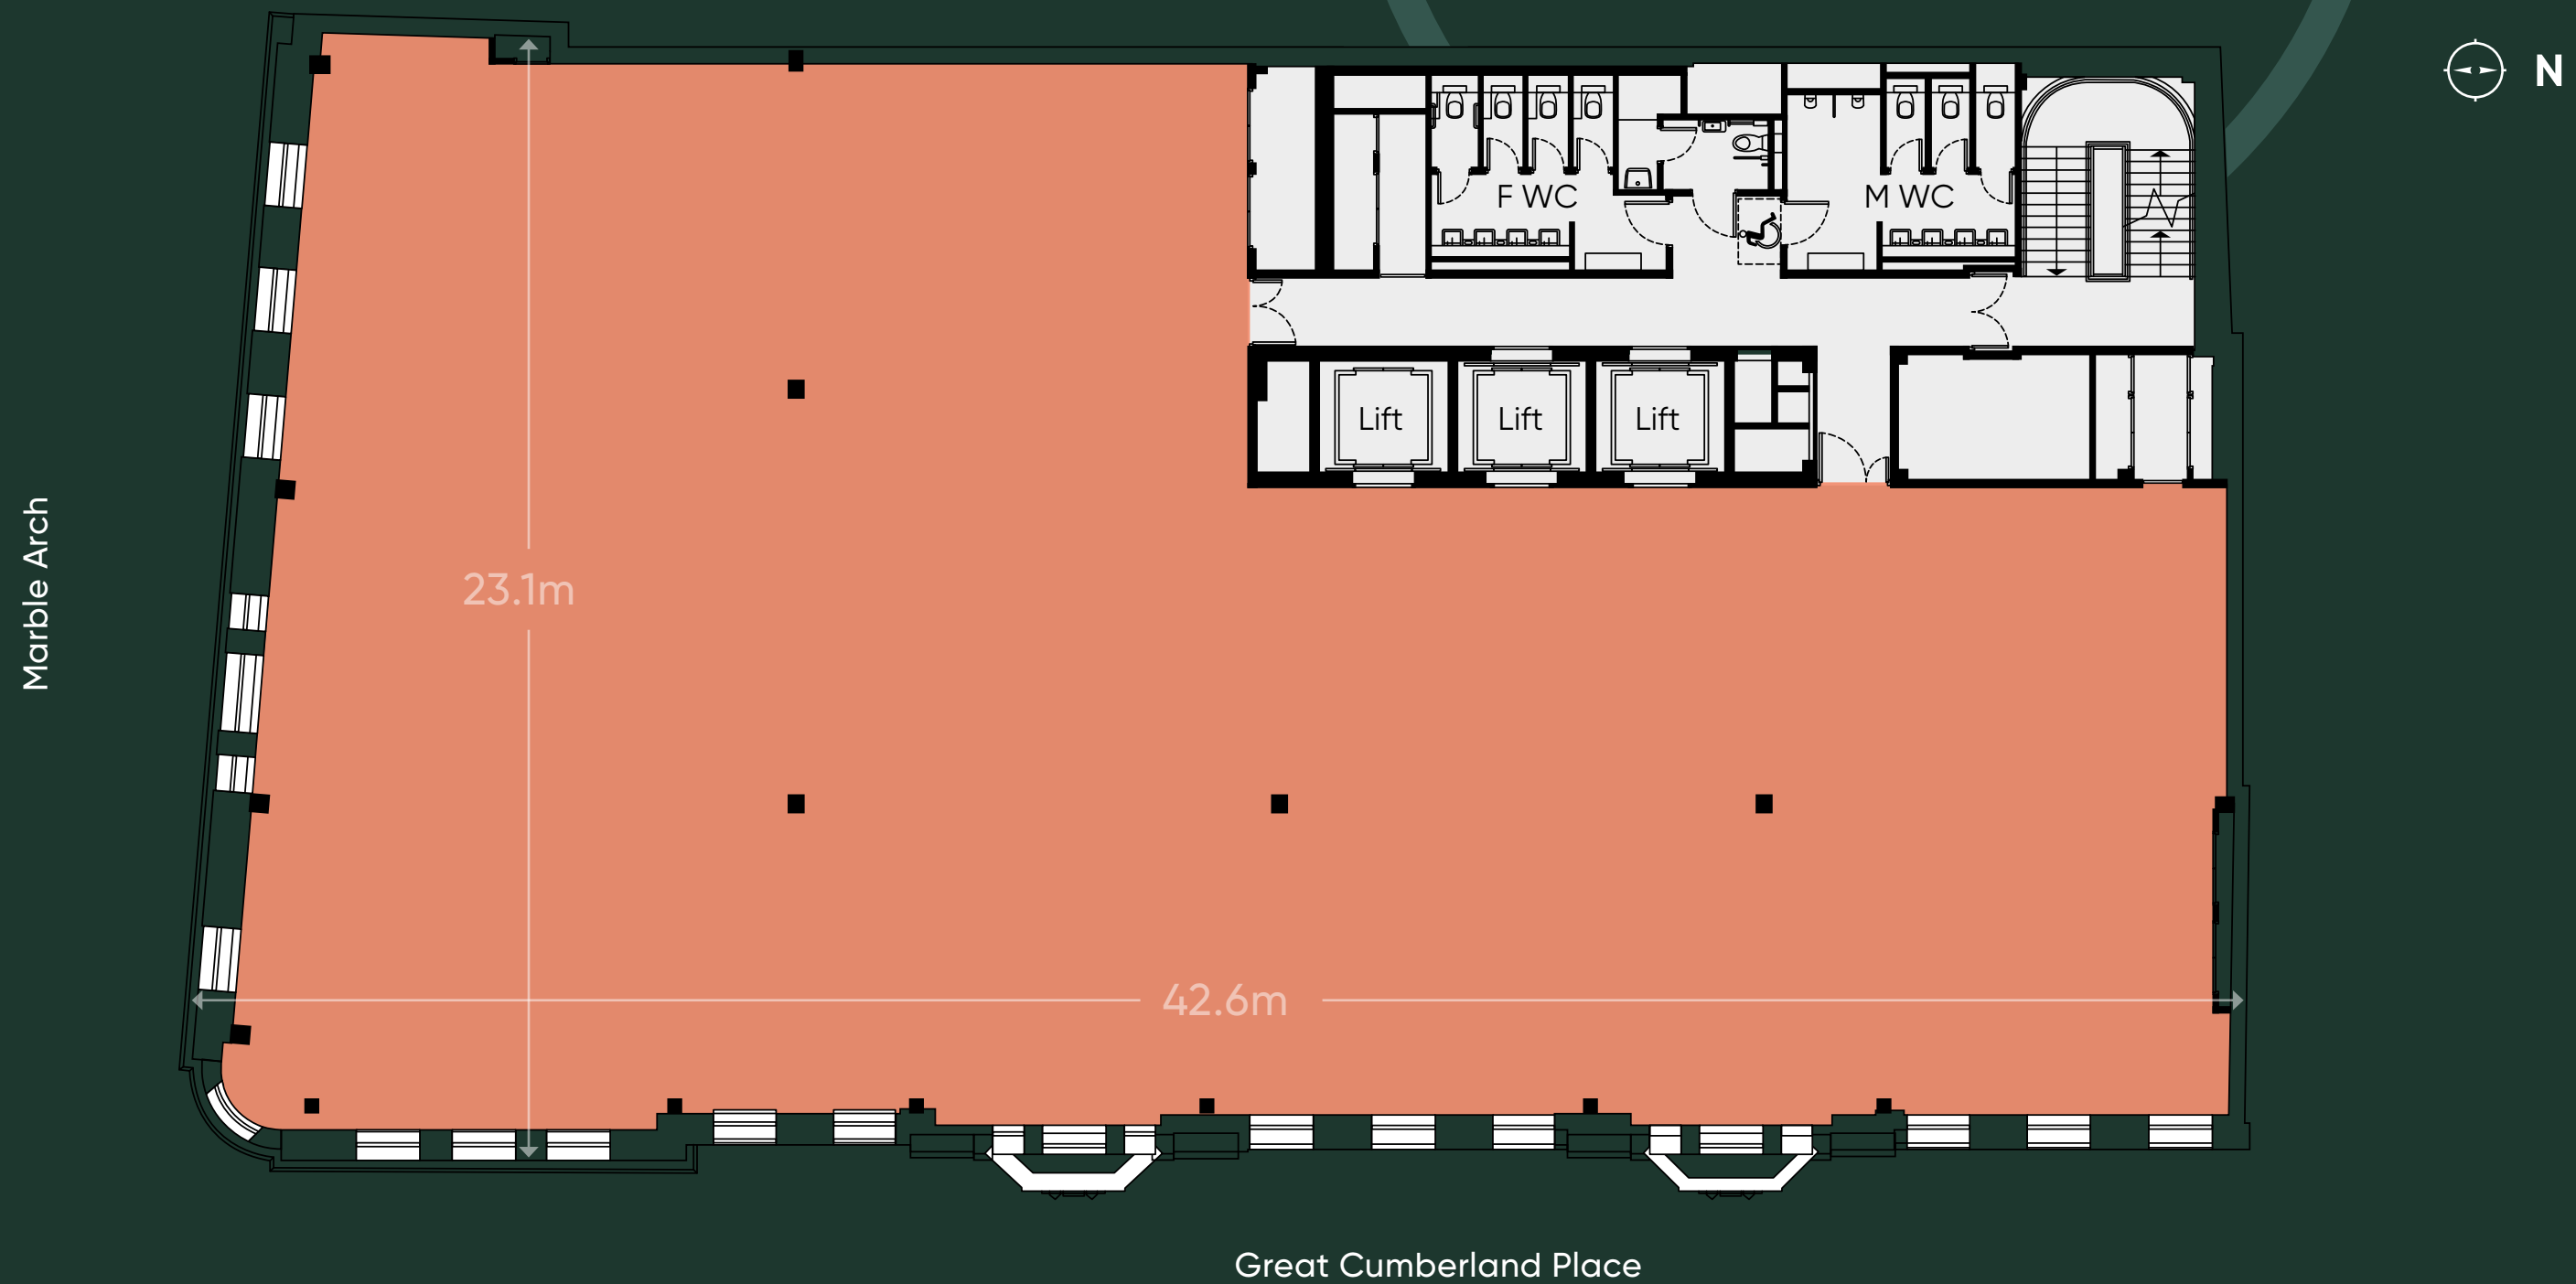 N
F WC
M WC
Lift
Lift
Lift
Marble Arch
23.1m
42.6m
Great Cumberland Place